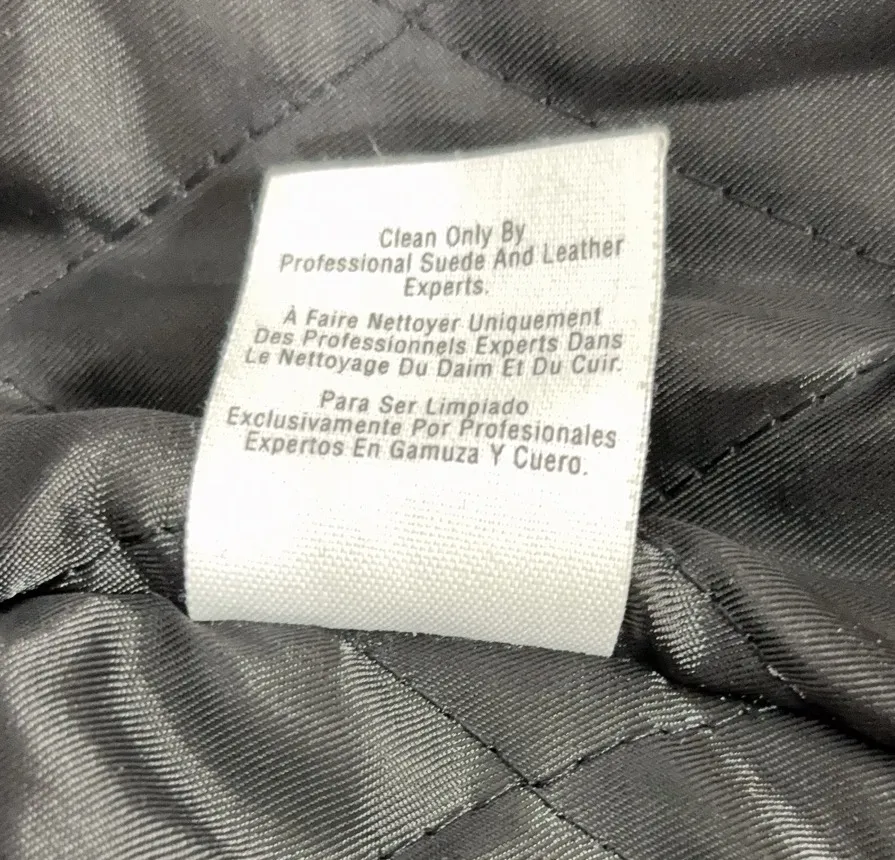 Clean Only By
Professional Suede And Leather
Experts.
À Faire Nettoyer Uniquement
Des Professionnels Experts Dans
Le Nettoyage Du Daim Et Du Cuir.
Para Ser Limpiado
Exclusivamente Por Profesionales
Expertos En Gamuza Y Cuero.